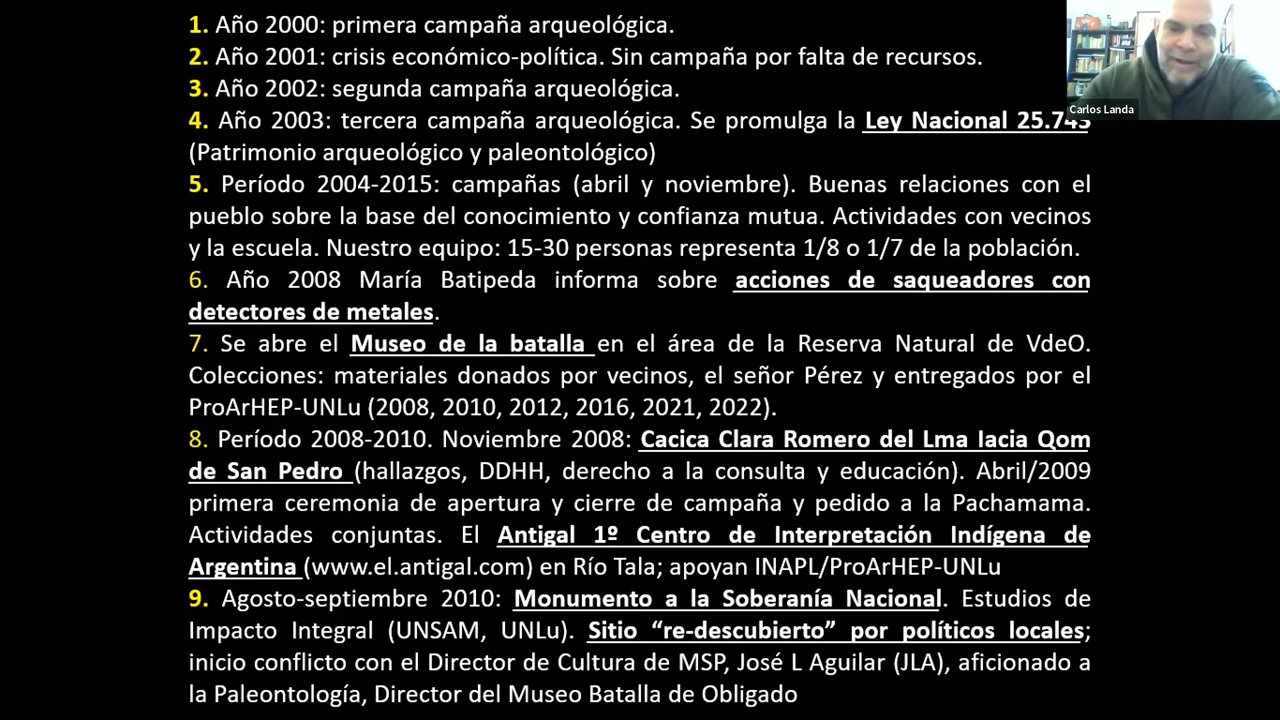 1. Año 2000: primera campaña arqueológica.
2. Año 2001: crisis económico-política. Sin campaña por falta de recursos.
3. Año 2002: segunda campaña arqueológica.
4. Año 2003: tercera campaña arqueológica. Se promulga la Ley Nacional 25.743
(Patrimonio arqueológico y paleontológico)
5. Período 2004-2015: campañas (abril y noviembre). Buenas relaciones con el
pueblo sobre la base del conocimiento y confianza mutua. Actividades con vecinos
y la escuela. Nuestro equipo: 15-30 personas representa 1/8 o 1/7 de la población.
6. Año 2008 María Batipeda informa sobre acciones de saqueadores con
detectores de metales.
7. Se abre el Museo de la batalla en el área de la Reserva Natural de VdeO.
Colecciones: materiales donados por vecinos, el señor Pérez y entregados por el
ProArHEP-UNLu (2008, 2010, 2012, 2016, 2021, 2022).
8. Período 2008-2010. Noviembre 2008: Cacica Clara Romero del Lma Iacia Qom
de San Pedro (hallazgos, DDHH, derecho a la consulta y educación). Abril/2009
primera ceremonia de apertura y cierre de campaña y pedido a la Pachamama.
Actividades conjuntas. El Antigal 1º Centro de Interpretación Indígena de
Argentina (www.el.antigal.com) en Río Tala; apoyan INAPL/ProArHEP-UNLu
9. Agosto-septiembre 2010: Monumento a la Soberanía Nacional. Estudios de
Impacto Integral (UNSAM, UNLu). Sitio “re-descubierto” por políticos locales;
inicio conflicto con el Director de Cultura de MSP, José L Aguilar (JLA), aficionado a
la Paleontología, Director del Museo Batalla de Obligado
Carlos Landa